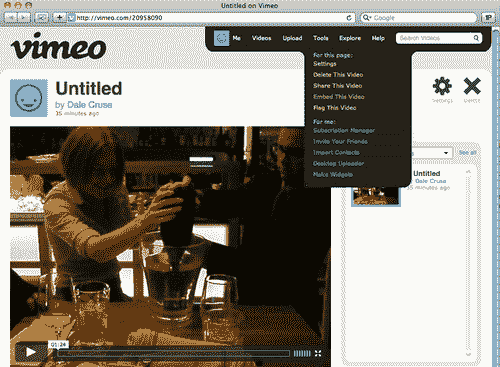 Untitled on Vimeo
http://vimeo.com/20958090
Google
vimeo
Me Videos Upload Tools Explore Help Search Videos
For this page:
Settings
Delete This Video
Share This Video
Embed This Video
Flag This Video
For me:
Subscription Manager
Invite Your Friends
Import Contacts
Desktop Uploader
Make Widgets
Untitled
by Dale Cruse
35 minutes ago
Settings
Delete
See all
Untitled
Dale Cruse
35 minutes ago
01:24